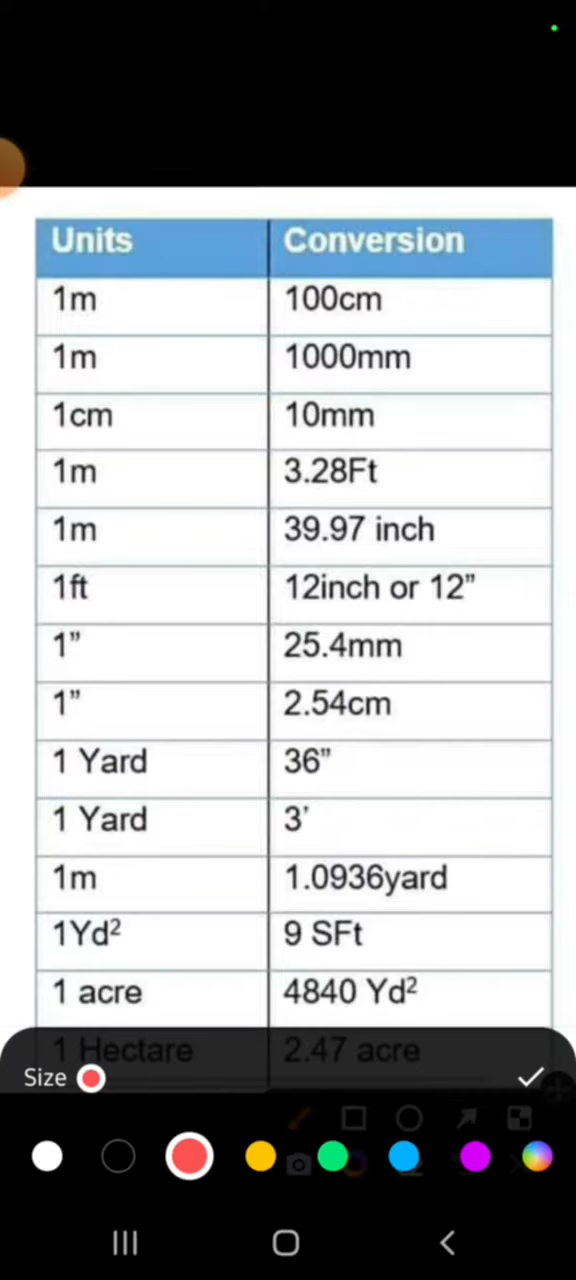 Units Conversion
1m 100cm
1m 1000mm
1cm 10mm
1m 3.28Ft
1m 39.97 inch
1ft 12inch or 12”
1” 25.4mm
1” 2.54cm
1 Yard 36”
1 Yard 3’
1m 1.0936yard
1Yd² 9 SFt
1 acre 4840 Yd²
1 Hectare 2.47 acre
Size